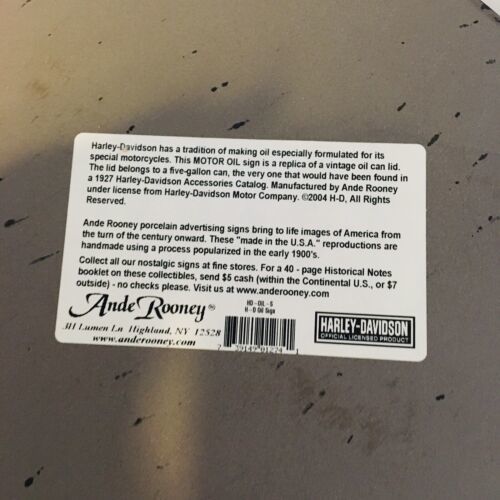 Harley-Davidson has a tradition of making oil especially formulated for its
special motorcycles. This MOTOR OIL sign is a replica of a vintage oil can lid.
The lid belongs to a five-gallon can, the very one that would have been found in
a 1927 Harley-Davidson Accessories Catalog. Manufactured by Ande Rooney
under license from Harley-Davidson Motor Company. ©2004 H-D, All Rights
Reserved.
Ande Rooney porcelain advertising signs bring to life images of America from
the turn of the century onward. These "made in the U.S.A." reproductions are
handmade using a process popularized in the early 1900's.
Collect all our nostalgic signs at fine stores. For a 40 - page Historical Notes
booklet on these collectibles, send $5 cash (within the Continental U.S., or $7
outside) - no checks please. Visit us at www.anderooney.com
Ande Rooney®
311 Lumen Ln. Highland, NY 12528
www.anderooney.com
HD - OIL - S
H - D Oil Sign
7 39149 01274 1
HARLEY-DAVIDSON
OFFICIAL LICENSED PRODUCT